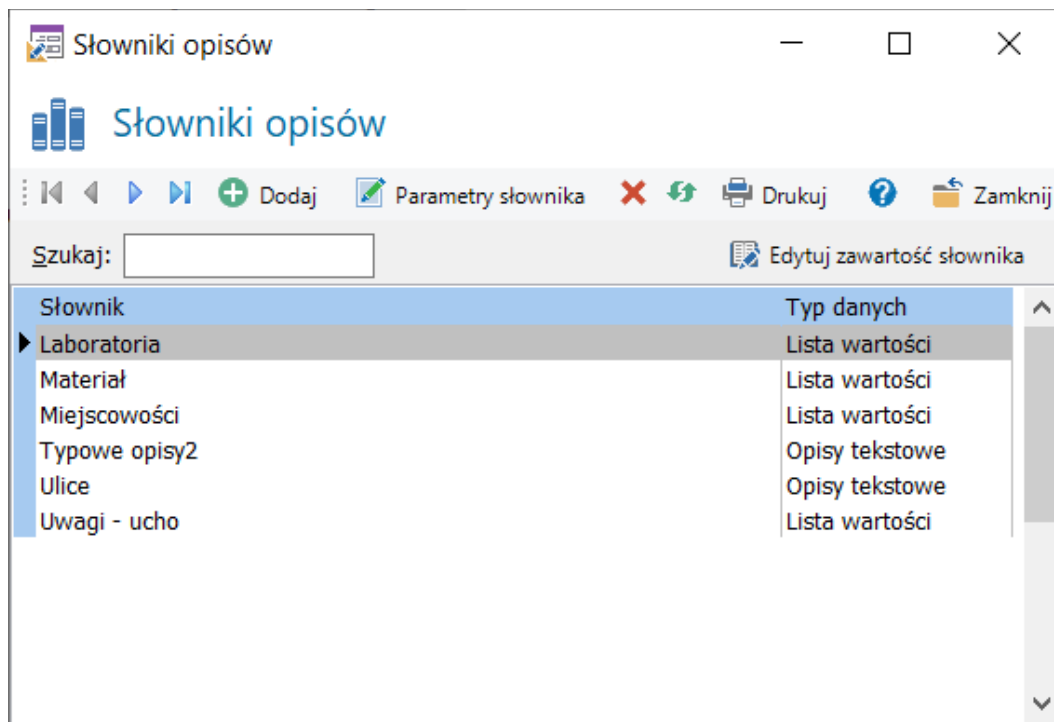 Słowniki opisów
Słowniki opisów
Dodaj Parametry słownika Drukuj ? Zamknij
Szukaj: Edytuj zawartość słownika
Słownik Typ danych
Laboratoria Lista wartości
Materiał Lista wartości
Miejscowości Lista wartości
Typowe opisy2 Opisy tekstowe
Ulice Opisy tekstowe
Uwagi - ucho Lista wartości